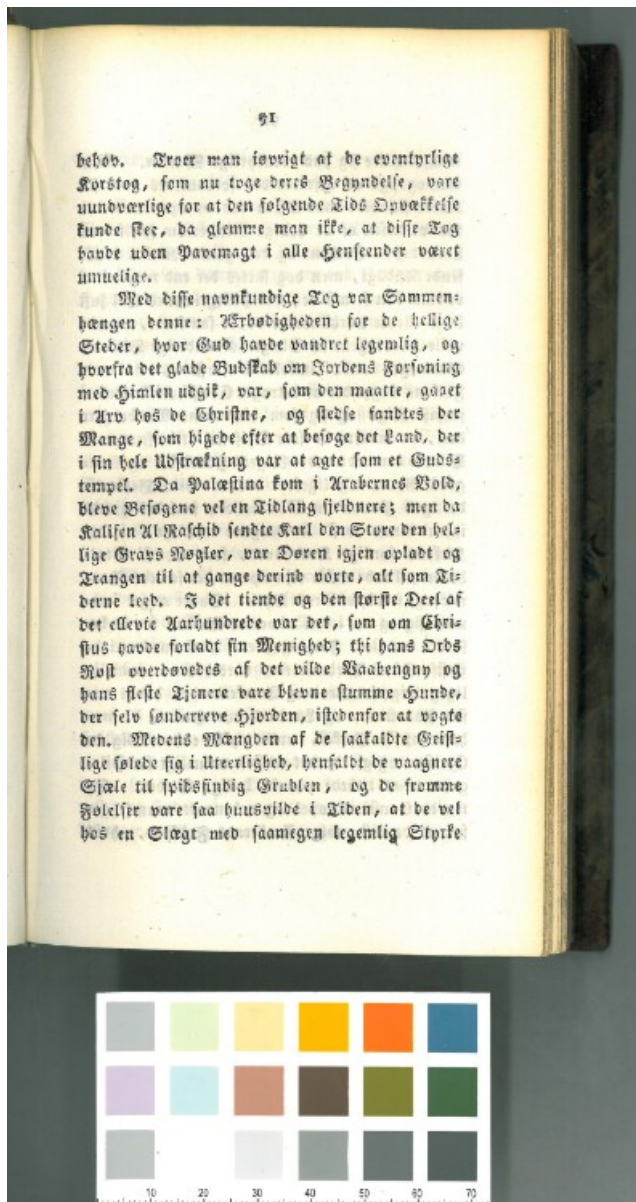 51
behov. Troer man iøvrigt at de eventyrlige
Korstog, som nu toge deres Begyndelse, vare
uundværlige for at den følgende Tids Opvækkelse
kunde skee, da glemme man ikke, at disse Tog
havde uden Pavemagt i alle Henseender været
umuelige.
Med disse navnkundige Tog var Sammen-
hængen denne: Ærbødigheden for de hellige
Steder, hvor Gud havde vandret legemlig, og
hvorfra det glade Budskab om Jordens Forsoning
med Himlen udgik, var, som den maatte, gaaet
i Arv hos de Christne, og stedse fandtes der
Mange, som higede efter at besøge det Land, der
i sin hele Udstrækning var at agte som et Guds-
tempel. Da Palæstina kom i Arabernes Vold,
bleve Besøgene vel en Tidlang sjeldnere; men da
Kalifen Al Raschid sendte Karl den Store den hel-
lige Gravs Nøgler, var Døren igjen opladt og
Trangen til at gange derind vorte, alt som Ti-
derne leed. I det tiende og den største Deel af
det ellevte Aarhundrede var det, som om Chri-
stus havde forladt sin Menighed; thi hans Ords
Røst overdøvedes af det vilde Vaabengny og
hans fleste Tjenere vare blevne stumme Hunde,
der selv sønderreve Hjorden, istedenfor at vogte
den. Medens Mængden af de saakaldte Geist-
lige sølede sig i Uteerlighed, henfaldt de vaagnere
Sjæle til spidsfindig Grublen, og de fromme
Følelser vare saa huusvilde i Tiden, at de vel
hos en Slægt med saamegen legemlig Styrke
10 20 30 40 50 60 70